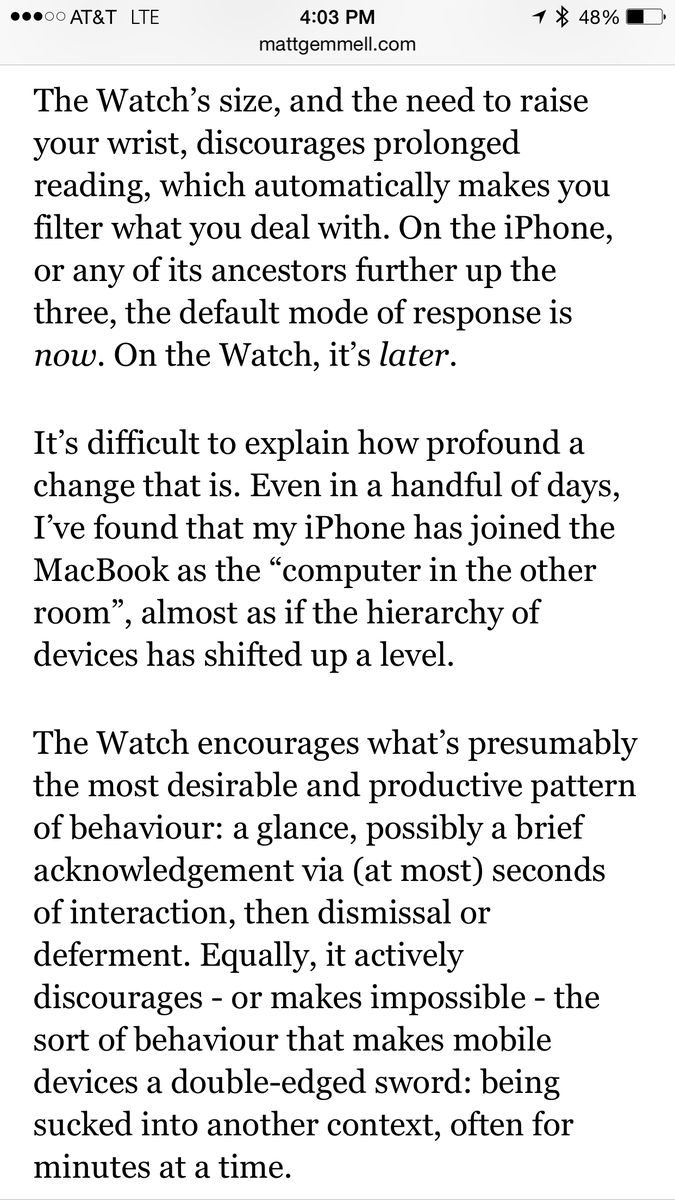 AT&T LTE 4:03 PM 48%
mattgemmell.com
The Watch’s size, and the need to raise
your wrist, discourages prolonged
reading, which automatically makes you
filter what you deal with. On the iPhone,
or any of its ancestors further up the
three, the default mode of response is
now. On the Watch, it’s later.
It’s difficult to explain how profound a
change that is. Even in a handful of days,
I’ve found that my iPhone has joined the
MacBook as the “computer in the other
room”, almost as if the hierarchy of
devices has shifted up a level.
The Watch encourages what’s presumably
the most desirable and productive pattern
of behaviour: a glance, possibly a brief
acknowledgement via (at most) seconds
of interaction, then dismissal or
deferment. Equally, it actively
discourages - or makes impossible - the
sort of behaviour that makes mobile
devices a double-edged sword: being
sucked into another context, often for
minutes at a time.